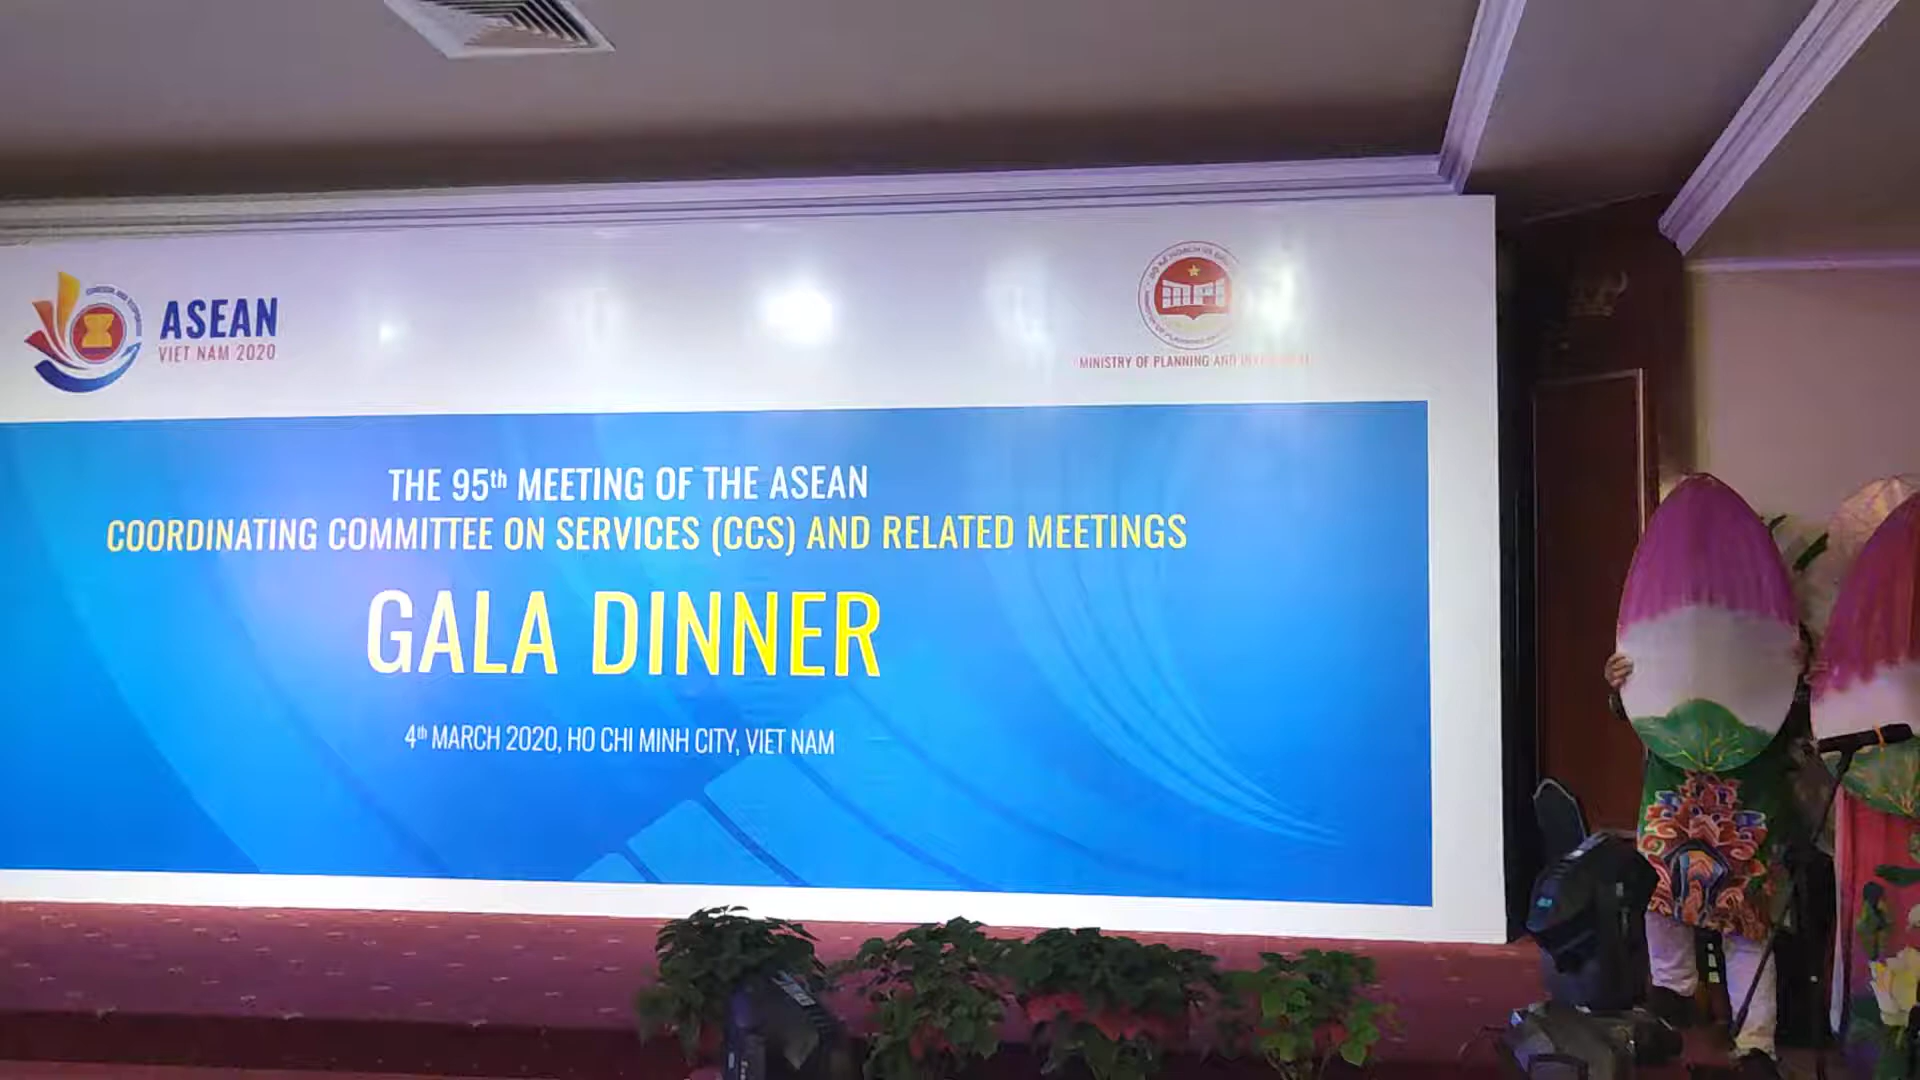 ASEAN
VIET NAM 2020
MPI
MINISTRY OF PLANNING AND
THE 95th MEETING OF THE ASEAN
COORDINATING COMMITTEE ON SERVICES (CCS) AND RELATED MEETINGS
GALA DINNER
4th MARCH 2020, HO CHI MINH CITY, VIET NAM